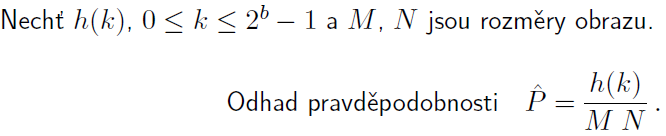 Nechť h(k), 0 ≤ k ≤ 2^b − 1 a M, N jsou rozměry obrazu.
Odhad pravděpodobnosti P̂ = h(k) / (M N) .